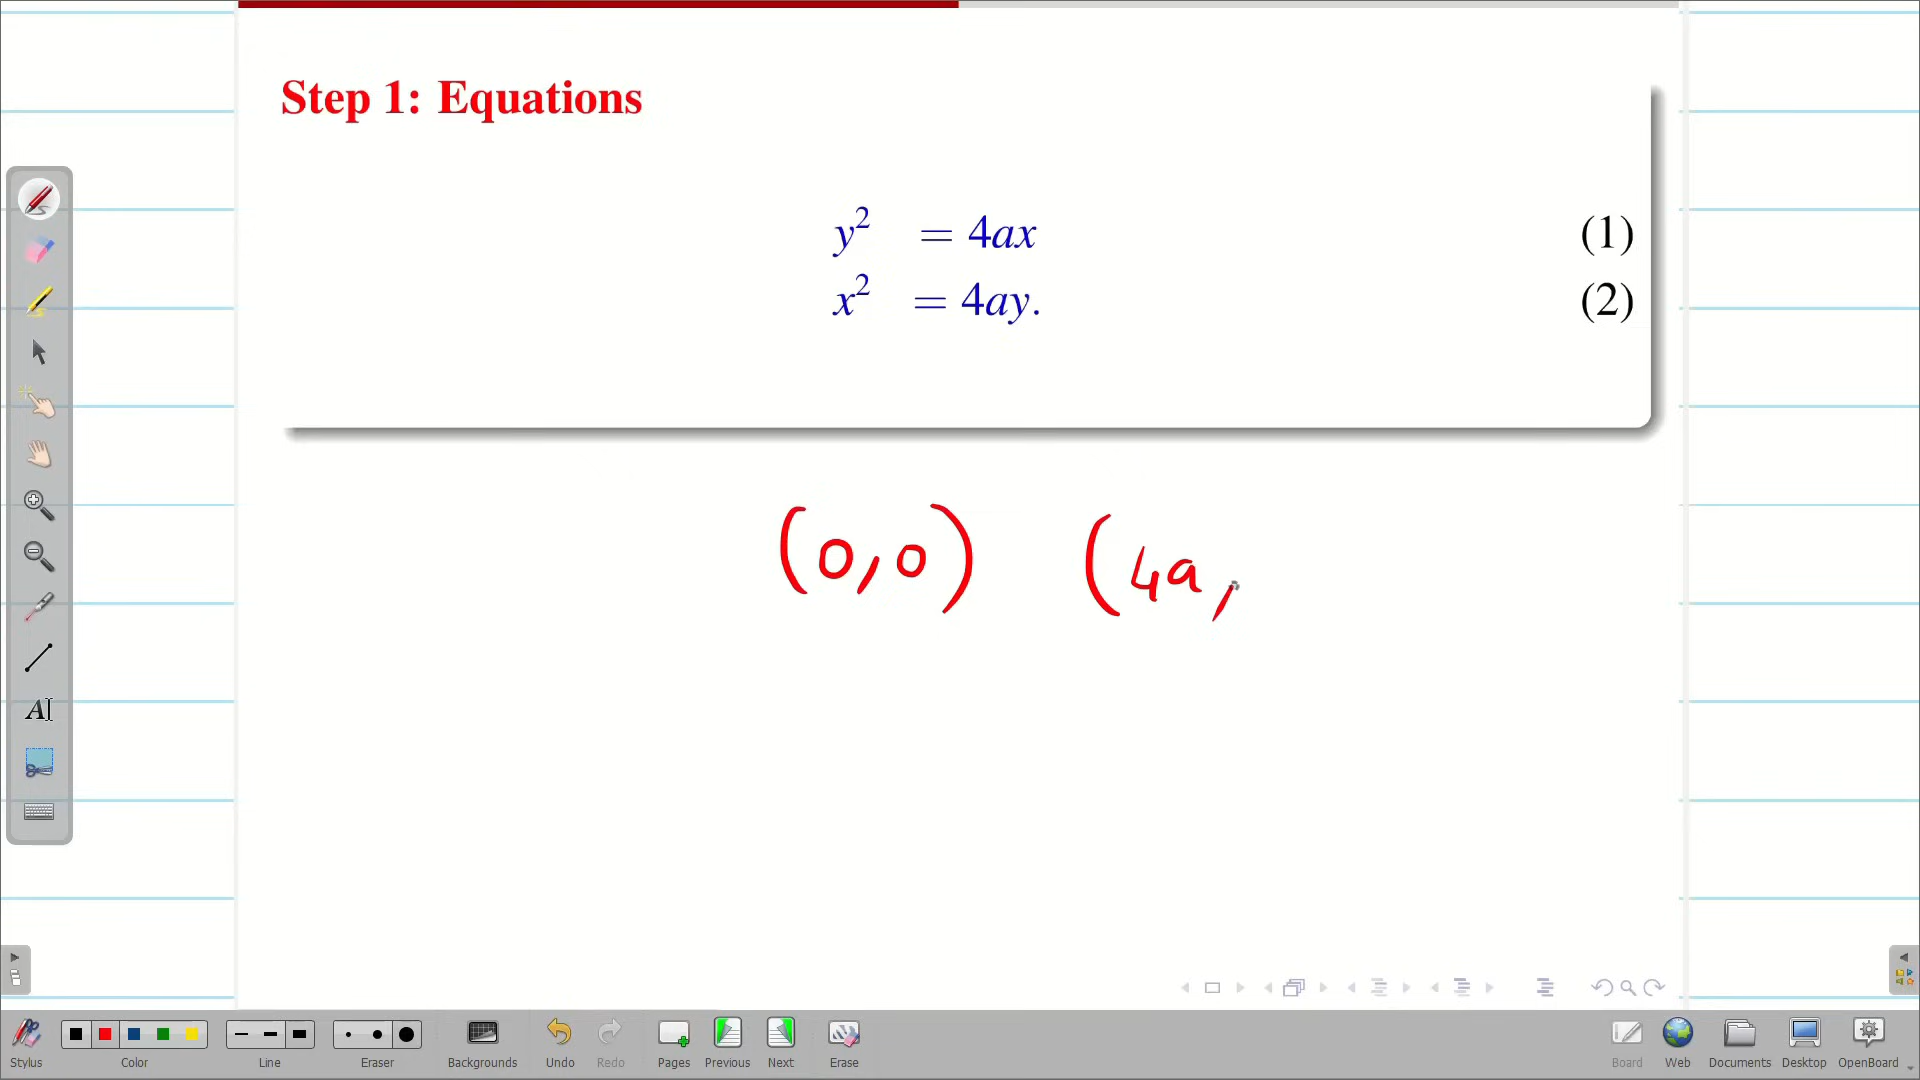 Step 1: Equations
y² = 4ax (1)
x² = 4ay. (2)
(0,0) (4a,
Stylus Color Line Eraser Backgrounds Undo Redo Pages Previous Next Erase Board Web Documents Desktop OpenBoard